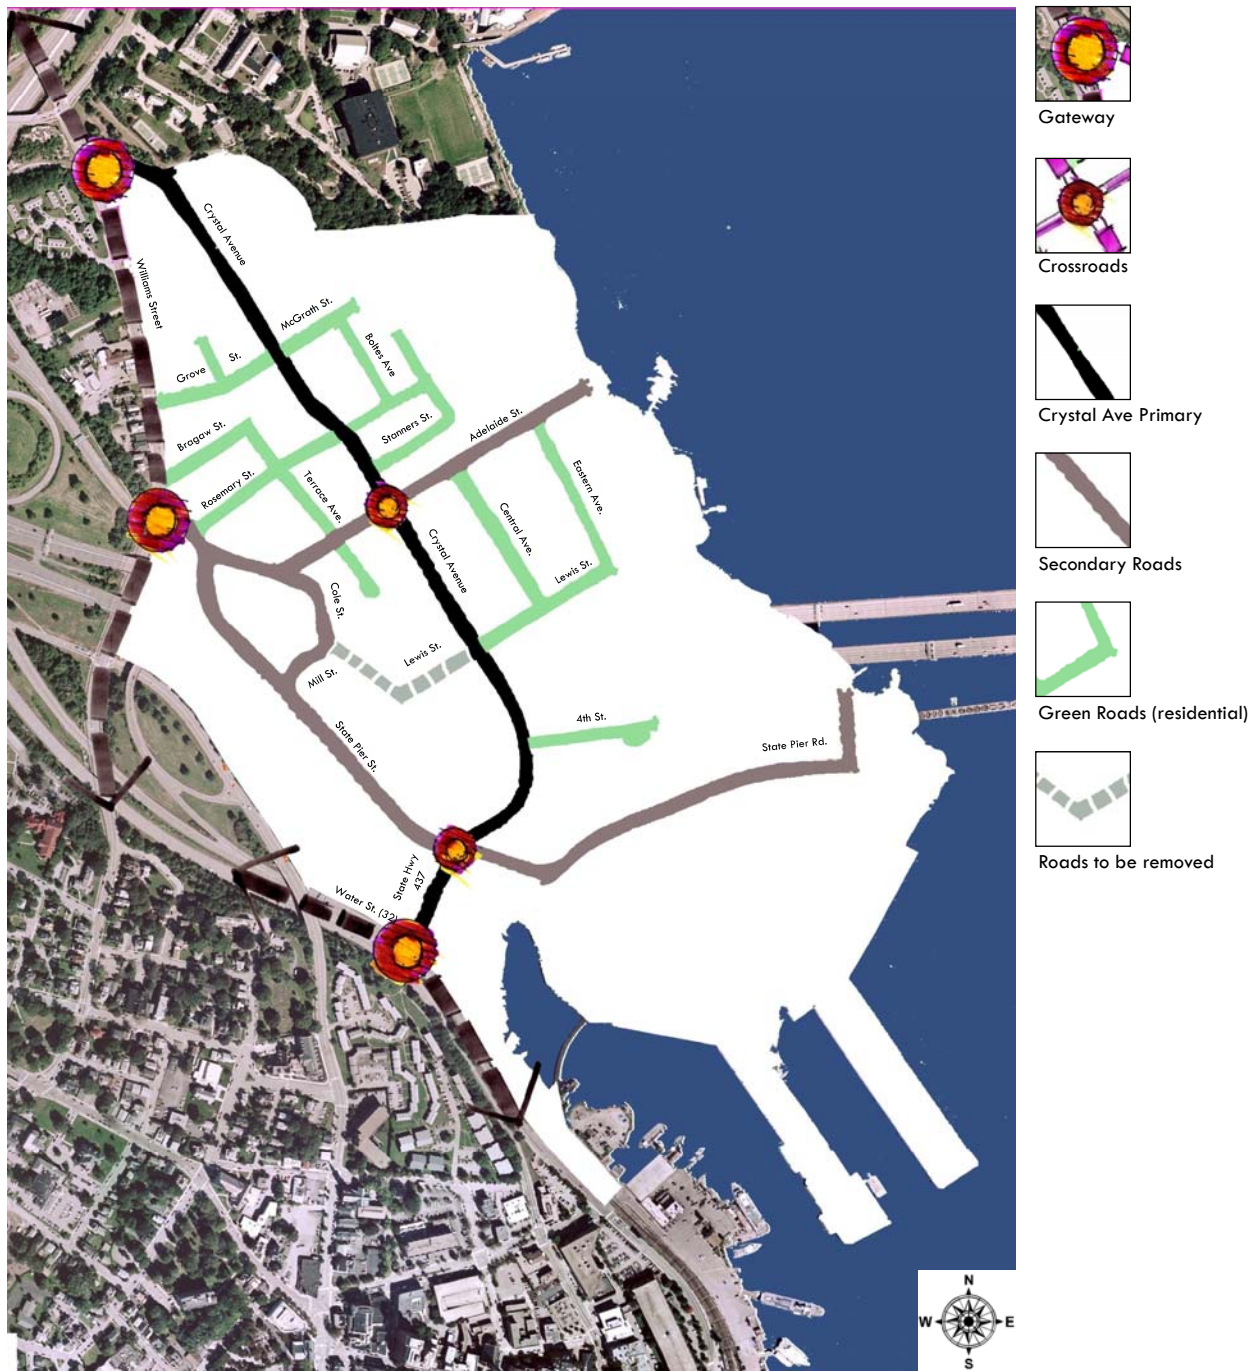 Gateway
Crossroads
Crystal Ave Primary
Secondary Roads
Green Roads (residential)
Roads to be removed
Crystal Avenue
Williams Street
McGrath St.
Grove St.
Boltes Ave
Bragaw St.
Stanners St.
Adelaide St.
Rosemary St.
Terrace Ave.
Eastern Ave.
Central Ave.
Crystal Avenue
Lewis St.
Cole St.
Lewis St.
Mill St.
4th St.
State Pier St.
State Pier Rd.
State Hwy
437
Water St. (32)
N
W
E
S